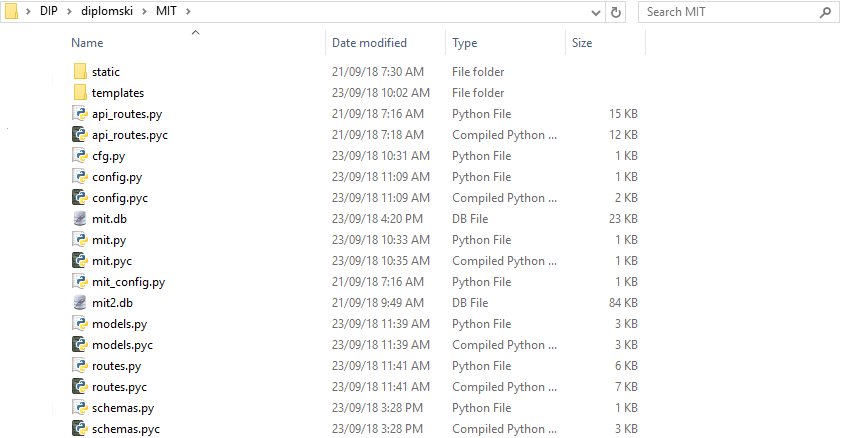 DIP diplomski MIT Search MIT
Name Date modified Type Size
static 21/09/18 7:30 AM File folder
templates 23/09/18 10:02 AM File folder
api_routes.py 21/09/18 7:16 AM Python File 15 KB
api_routes.pyc 21/09/18 7:18 AM Compiled Python ... 12 KB
cfg.py 23/09/18 10:31 AM Python File 1 KB
config.py 23/09/18 11:09 AM Python File 1 KB
config.pyc 23/09/18 11:09 AM Compiled Python ... 2 KB
mit.db 23/09/18 4:20 PM DB File 23 KB
mit.py 23/09/18 10:33 AM Python File 1 KB
mit.pyc 23/09/18 10:35 AM Compiled Python ... 1 KB
mit_config.py 21/09/18 7:16 AM Python File 1 KB
mit2.db 21/09/18 9:49 AM DB File 84 KB
models.py 23/09/18 11:39 AM Python File 3 KB
models.pyc 23/09/18 11:39 AM Compiled Python ... 3 KB
routes.py 23/09/18 11:41 AM Python File 6 KB
routes.pyc 23/09/18 11:41 AM Compiled Python ... 7 KB
schemas.py 23/09/18 3:28 PM Python File 1 KB
schemas.pyc 23/09/18 3:28 PM Compiled Python ... 3 KB